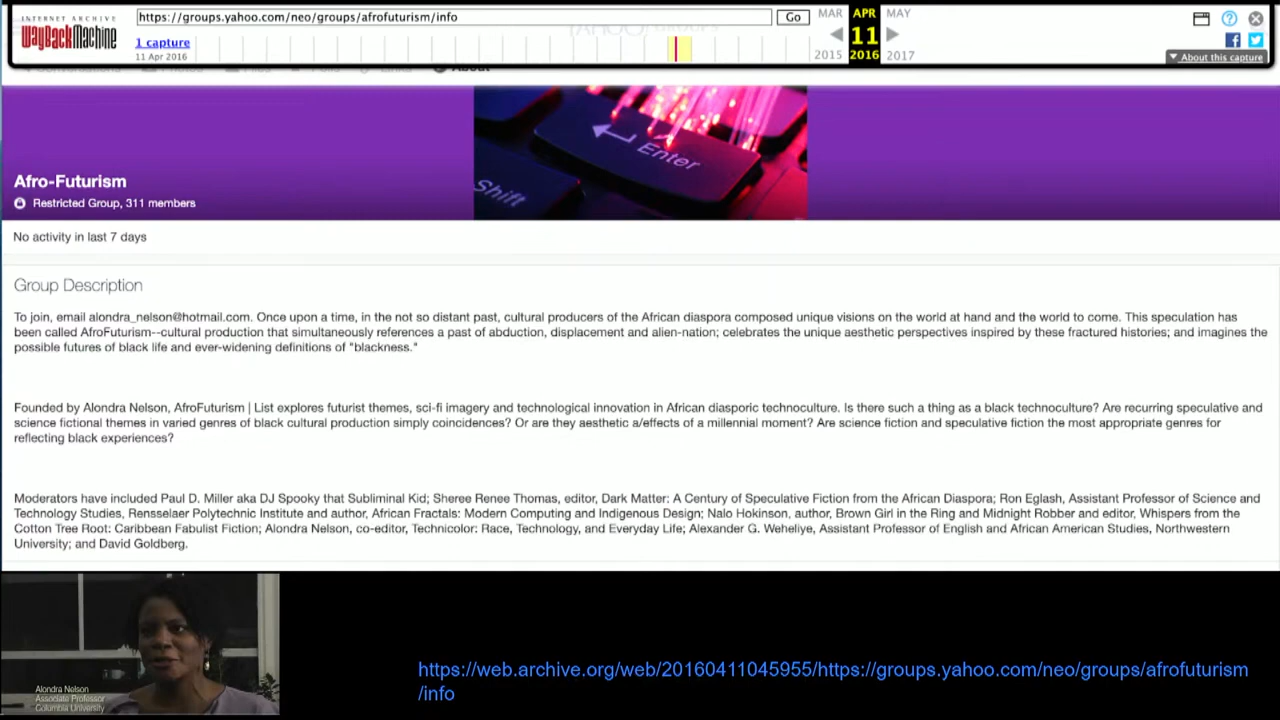 INTERNET ARCHIVE
WayBackMachine
https://groups.yahoo.com/neo/groups/afrofuturism/info
Go
MAR
APR
MAY
1 capture
11 Apr 2016
11
2015
2016
2017
About this capture
About
Enter
Shift
Afro-Futurism
Restricted Group, 311 members
No activity in last 7 days
Group Description
To join, email alondra_nelson@hotmail.com. Once upon a time, in the not so distant past, cultural producers of the African diaspora composed unique visions on the world at hand and the world to come. This speculation has
been called AfroFuturism--cultural production that simultaneously references a past of abduction, displacement and alien-nation; celebrates the unique aesthetic perspectives inspired by these fractured histories; and imagines the
possible futures of black life and ever-widening definitions of "blackness."
Founded by Alondra Nelson, AfroFuturism | List explores futurist themes, sci-fi imagery and technological innovation in African diasporic technoculture. Is there such a thing as a black technoculture? Are recurring speculative and
science fictional themes in varied genres of black cultural production simply coincidences? Or are they aesthetic a/effects of a millennial moment? Are science fiction and speculative fiction the most appropriate genres for
reflecting black experiences?
Moderators have included Paul D. Miller aka DJ Spooky that Subliminal Kid; Sheree Renee Thomas, editor, Dark Matter: A Century of Speculative Fiction from the African Diaspora; Ron Eglash, Assistant Professor of Science and
Technology Studies, Rensselaer Polytechnic Institute and author, African Fractals: Modern Computing and Indigenous Design; Nalo Hokinson, author, Brown Girl in the Ring and Midnight Robber and editor, Whispers from the
Cotton Tree Root: Caribbean Fabulist Fiction; Alondra Nelson, co-editor, Technicolor: Race, Technology, and Everyday Life; Alexander G. Weheliye, Assistant Professor of English and African American Studies, Northwestern
University; and David Goldberg.
Alondra Nelson
Associate Professor
Columbia University
https://web.archive.org/web/20160411045955/https://groups.yahoo.com/neo/groups/afrofuturism
/info